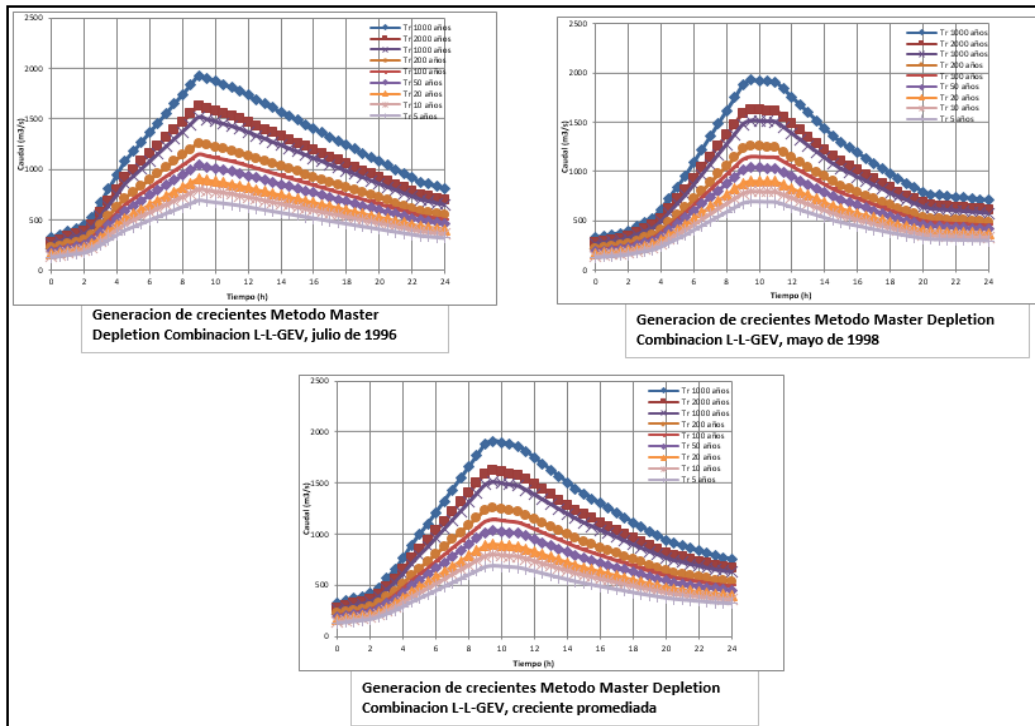 2500
2000
1500
1000
500
0
Caudal (m3/s)
0 2 4 6 8 10 12 14 16 18 20 22 24
Tiempo (h)
Tr 1000 años
Tr 2000 años
Tr 1000 años
Tr 200 años
Tr 100 años
Tr 50 años
Tr 20 años
Tr 10 años
Tr 5 años
Generacion de crecientes Metodo Master
Depletion Combinacion L-L-GEV, julio de 1996
2500
2000
1500
1000
500
0
Caudal (m3/s)
0 2 4 6 8 10 12 14 16 18 20 22 24
Tiempo (h)
Tr 1000 años
Tr 2000 años
Tr 1000 años
Tr 200 años
Tr 100 años
Tr 50 años
Tr 20 años
Tr 10 años
Tr 5 años
Generacion de crecientes Metodo Master Depletion
Combinacion L-L-GEV, mayo de 1998
2500
2000
1500
1000
500
0
Caudal (m3/s)
0 2 4 6 8 10 12 14 16 18 20 22 24
Tiempo (h)
Tr 1000 años
Tr 2000 años
Tr 1000 años
Tr 200 años
Tr 100 años
Tr 50 años
Tr 20 años
Tr 10 años
Tr 5 años
Generacion de crecientes Metodo Master Depletion
Combinacion L-L-GEV, creciente promediada